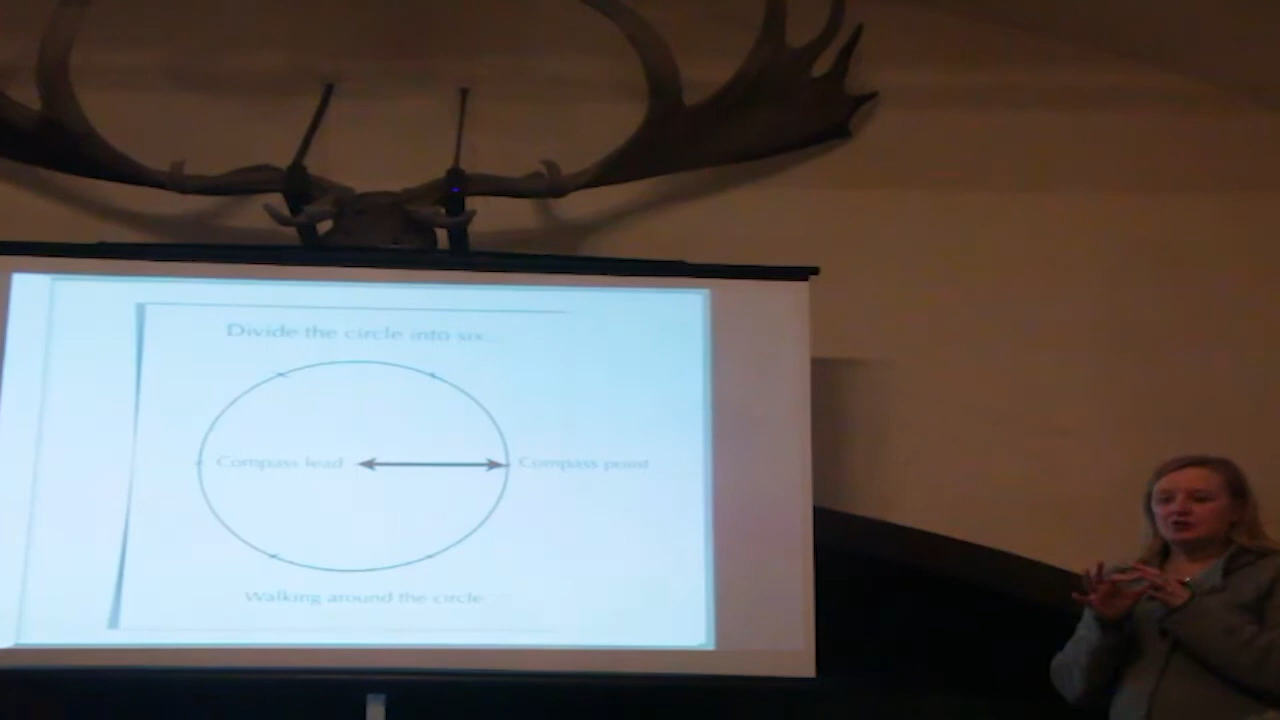 Divide the circle into six
Compass lead
Compass point
Walking around the circle